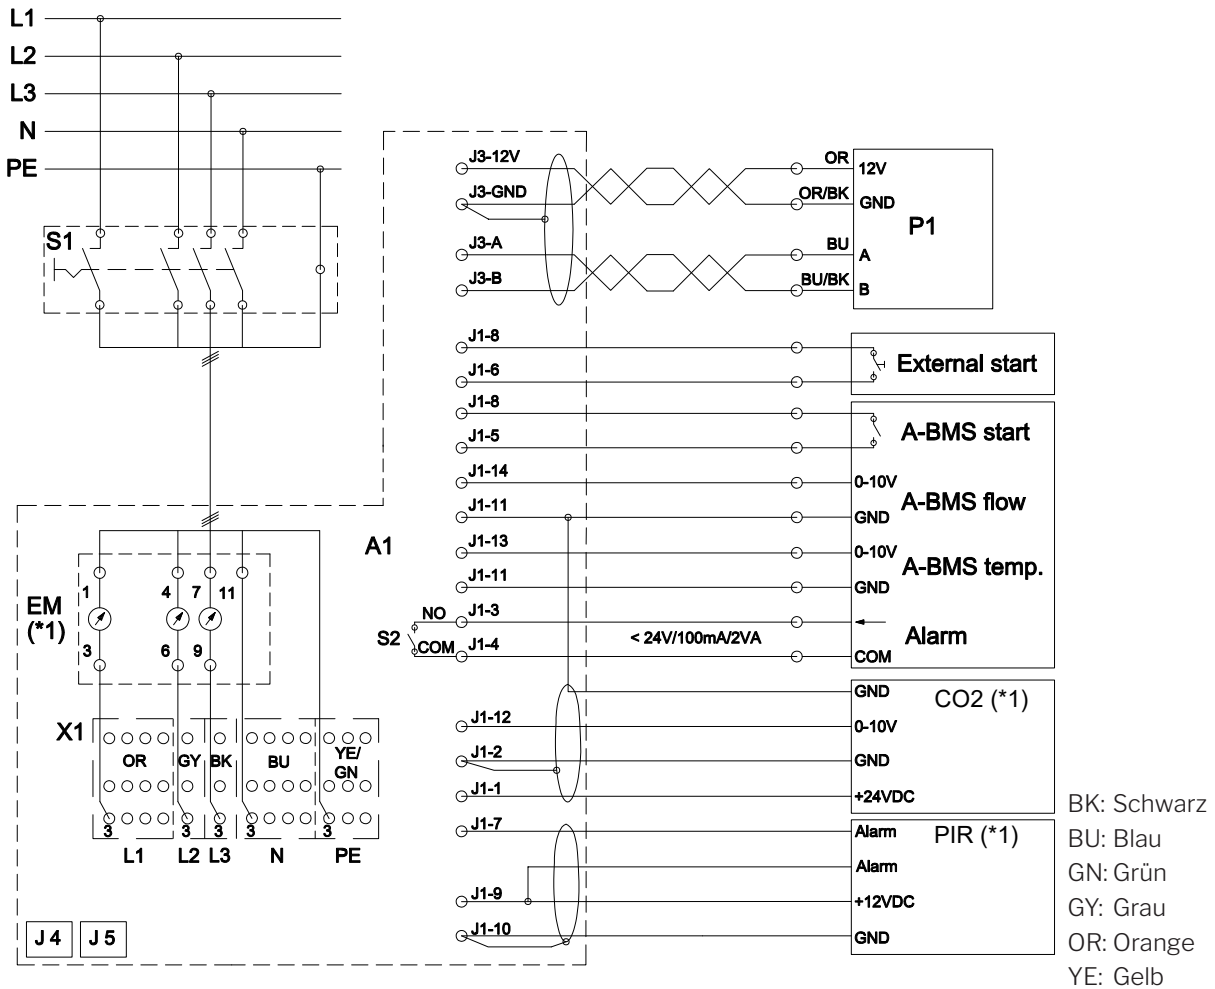 L1
L2
L3
N
PE
S1
J3-12V
J3-GND
J3-A
J3-B
OR
12V
OR/BK
GND
P1
BU
A
BU/BK
B
J1-8
J1-6
External start
J1-8
J1-5
A-BMS start
J1-14
0-10V
J1-11
GND
A-BMS flow
J1-13
0-10V
J1-11
GND
A-BMS temp.
A1
S2
NO
COM
J1-3
J1-4
< 24V/100mA/2VA
Alarm
COM
EM
(*1)
1
4
7
11
3
6
9
GND
CO2 (*1)
J1-12
0-10V
J1-2
GND
J1-1
+24VDC
X1
OR
GY
BK
BU
YE/
GN
3
3
3
3
3
L1
L2
L3
N
PE
J1-7
Alarm
PIR (*1)
Alarm
J1-9
+12VDC
J1-10
GND
J 4
J 5
BK: Schwarz
BU: Blau
GN: Grün
GY: Grau
OR: Orange
YE: Gelb